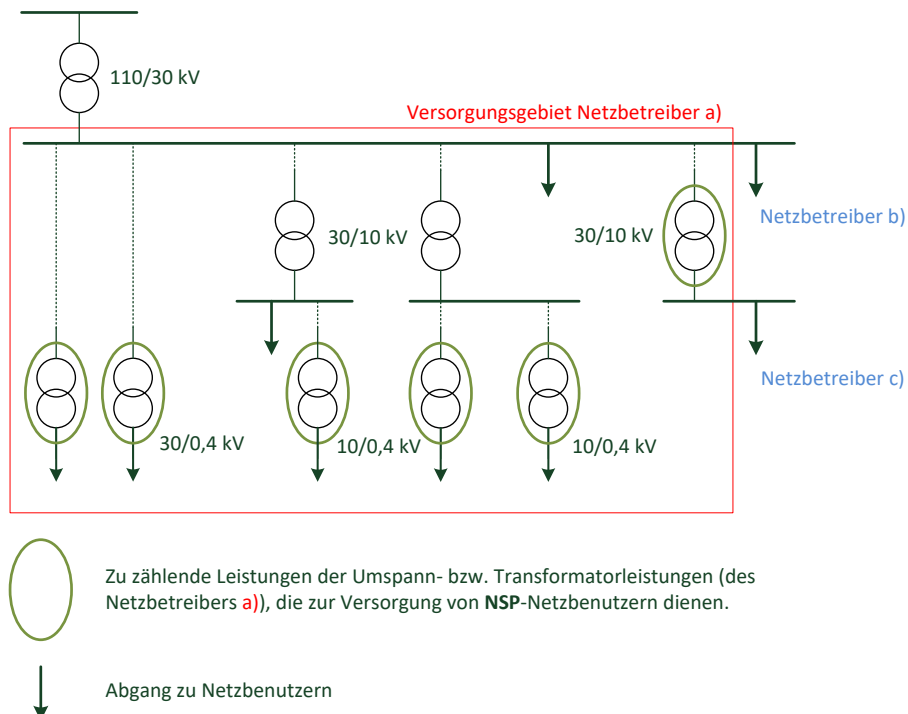 110/30 kV
Versorgungsgebiet Netzbetreiber a)
Netzbetreiber b)
30/10 kV
30/10 kV
Netzbetreiber c)
30/0,4 kV
10/0,4 kV
10/0,4 kV
Zu zählende Leistungen der Umspann- bzw. Transformatorleistungen (des
Netzbetreibers a)), die zur Versorgung von NSP-Netzbenutzern dienen.
Abgang zu Netzbenutzern